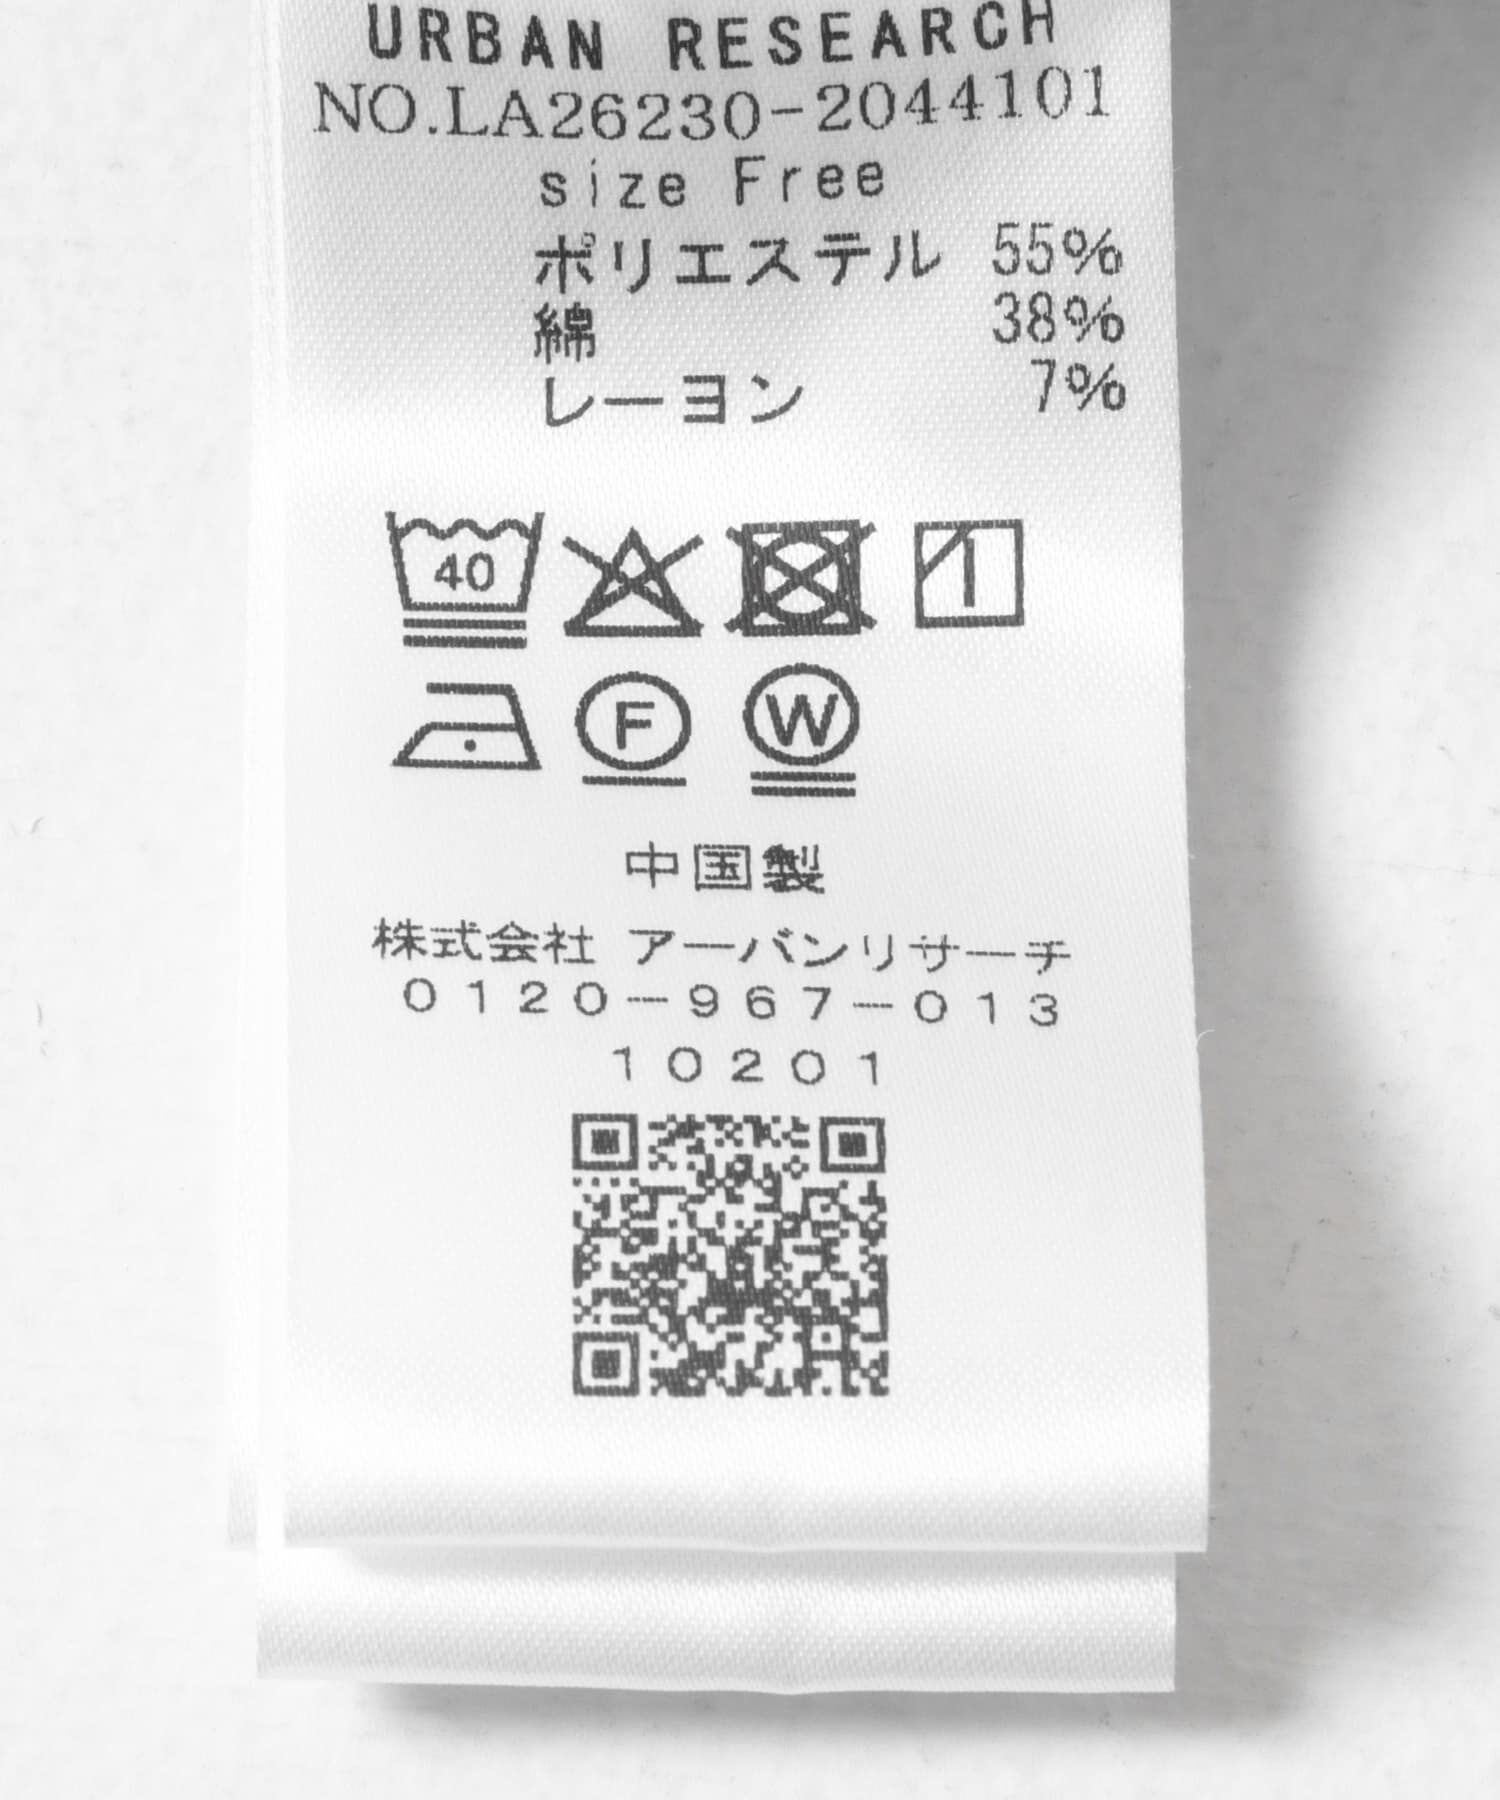 URBAN RESEARCH
NO.LA26230-2044101
size Free
ポリエステル 55%
綿 38%
レーヨン 7%
40
F W
中国製
株式会社 アーバンリサーチ
0120-967-013
10201